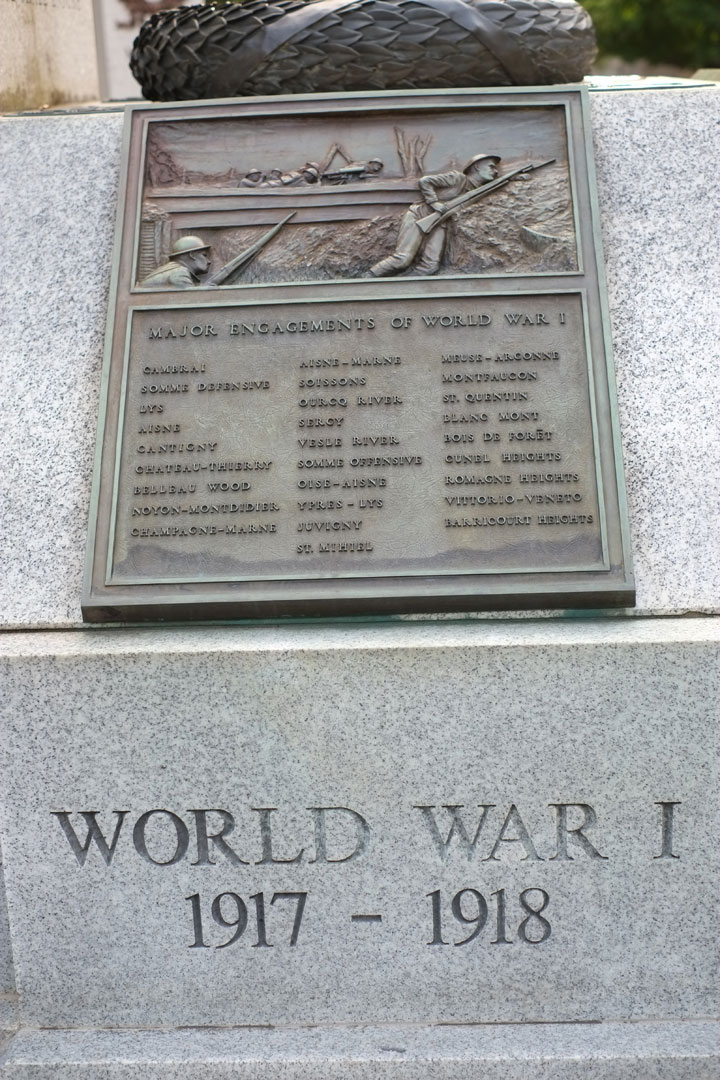 MAJOR ENGAGEMENTS OF WORLD WAR I
CAMBRAI
SOMME DEFENSIVE
LYS
AISNE
CANTIGNY
CHATEAU-THIERRY
BELLEAU WOOD
NOYON-MONTDIDIER
CHAMPAGNE-MARNE
AISNE-MARNE
SOISSONS
OURCQ RIVER
SERGY
VESLE RIVER
SOMME OFFENSIVE
OISE-AISNE
YPRES-LYS
JUVIGNY
ST. MIHIEL
MEUSE-ARGONNE
MONTFAUCON
ST. QUENTIN
BLANC MONT
BOIS DE FORÊT
CUNEL HEIGHTS
ROMAGNE HEIGHTS
VITTORIO-VENETO
BARRICOURT HEIGHTS
WORLD WAR I
1917 - 1918